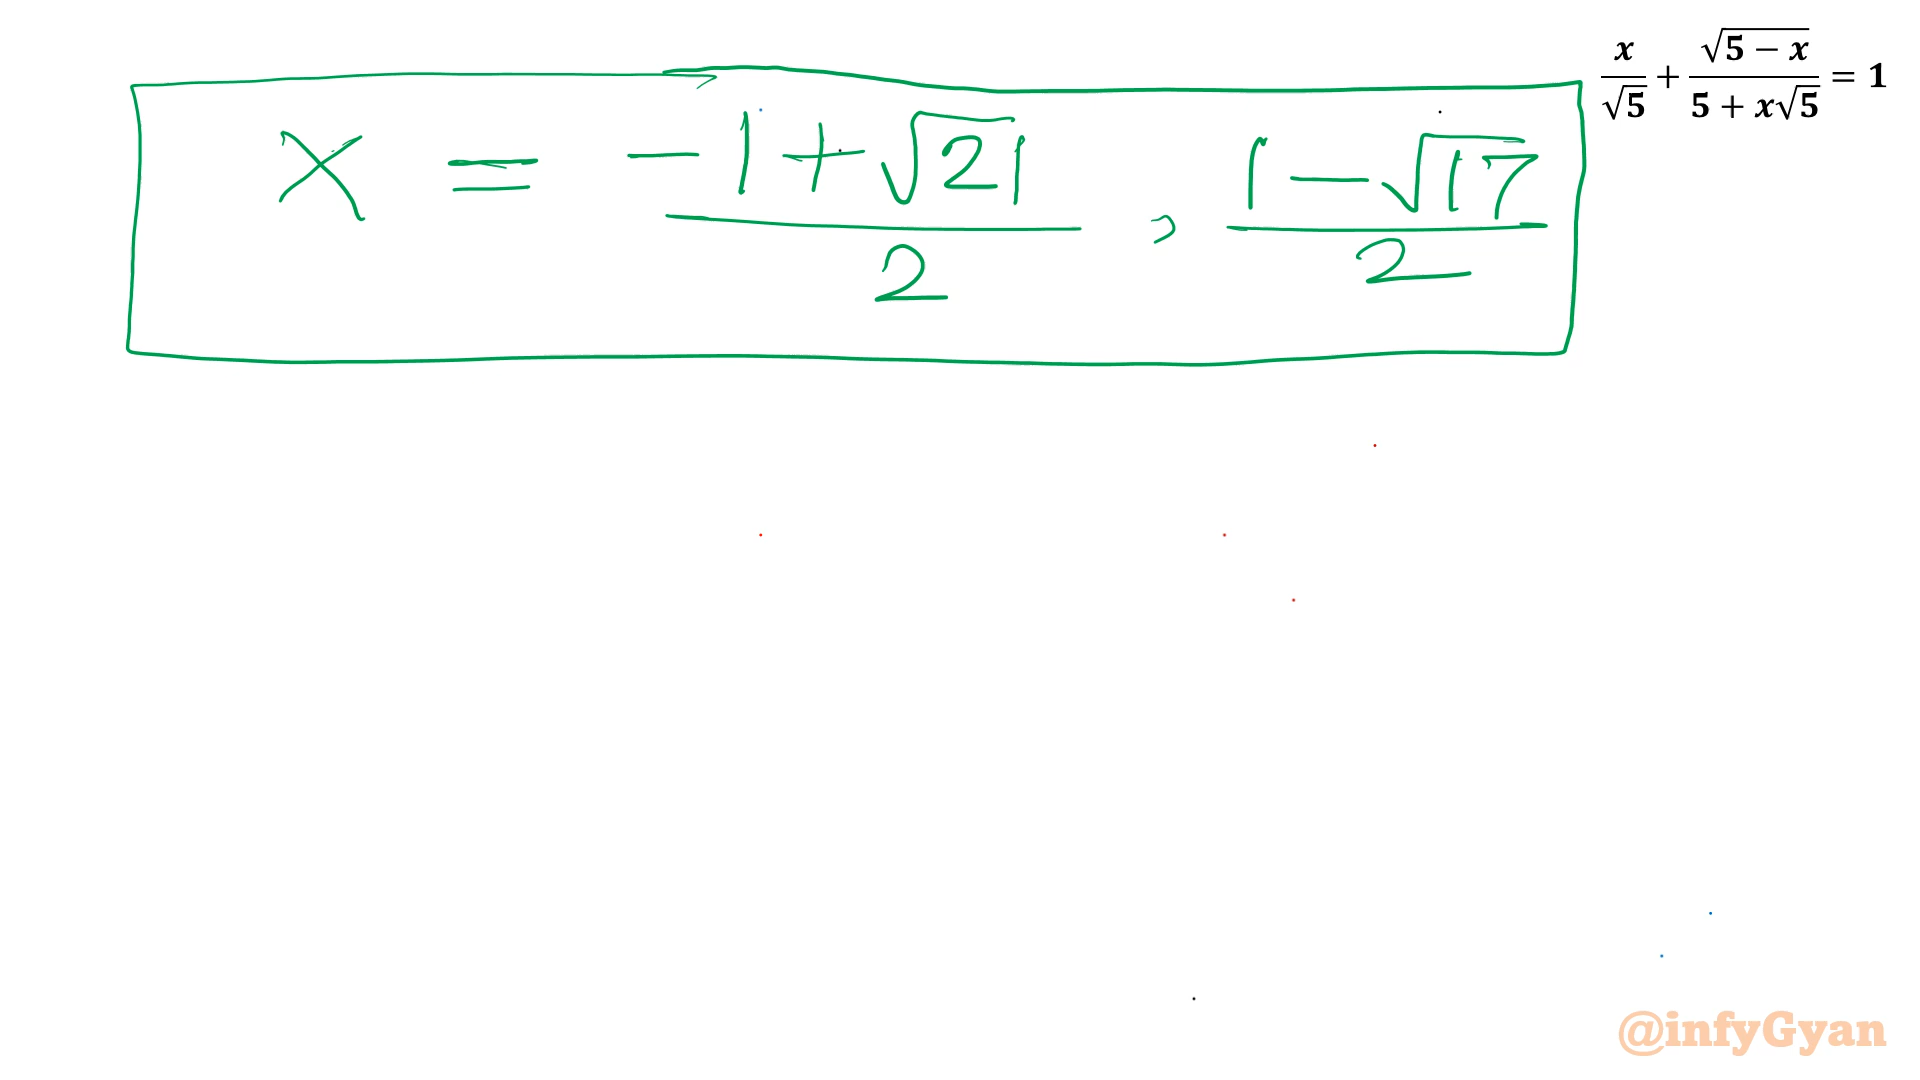 x/√5 + √(5 − x)/(5 + x√5) = 1
x = (−1 + √21)/2 , (1 − √17)/2
@infyGyan